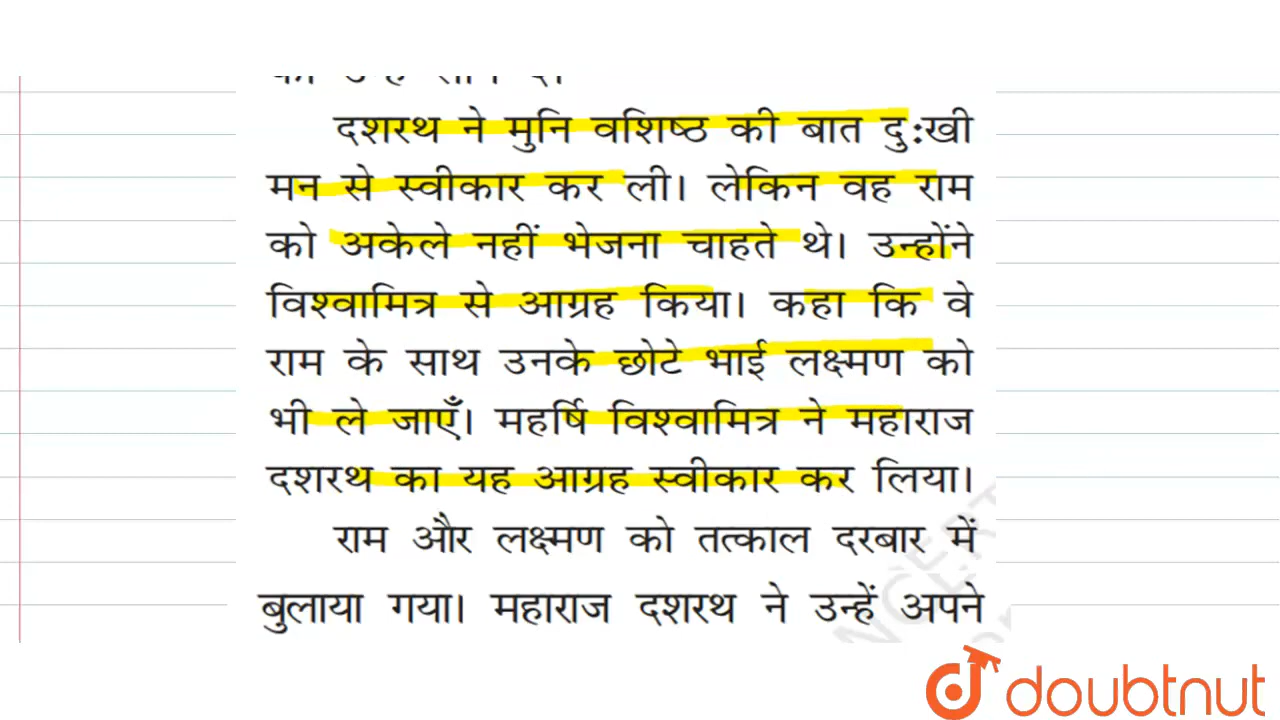 दशरथ ने मुनि वशिष्ठ की बात दुःखी
मन से स्वीकार कर ली। लेकिन वह राम
को अकेले नहीं भेजना चाहते थे। उन्होंने
विश्वामित्र से आग्रह किया। कहा कि वे
राम के साथ उनके छोटे भाई लक्ष्मण को
भी ले जाएँ। महर्षि विश्वामित्र ने महाराज
दशरथ का यह आग्रह स्वीकार कर लिया।
राम और लक्ष्मण को तत्काल दरबार में
बुलाया गया। महाराज दशरथ ने उन्हें अपने
doubtnut